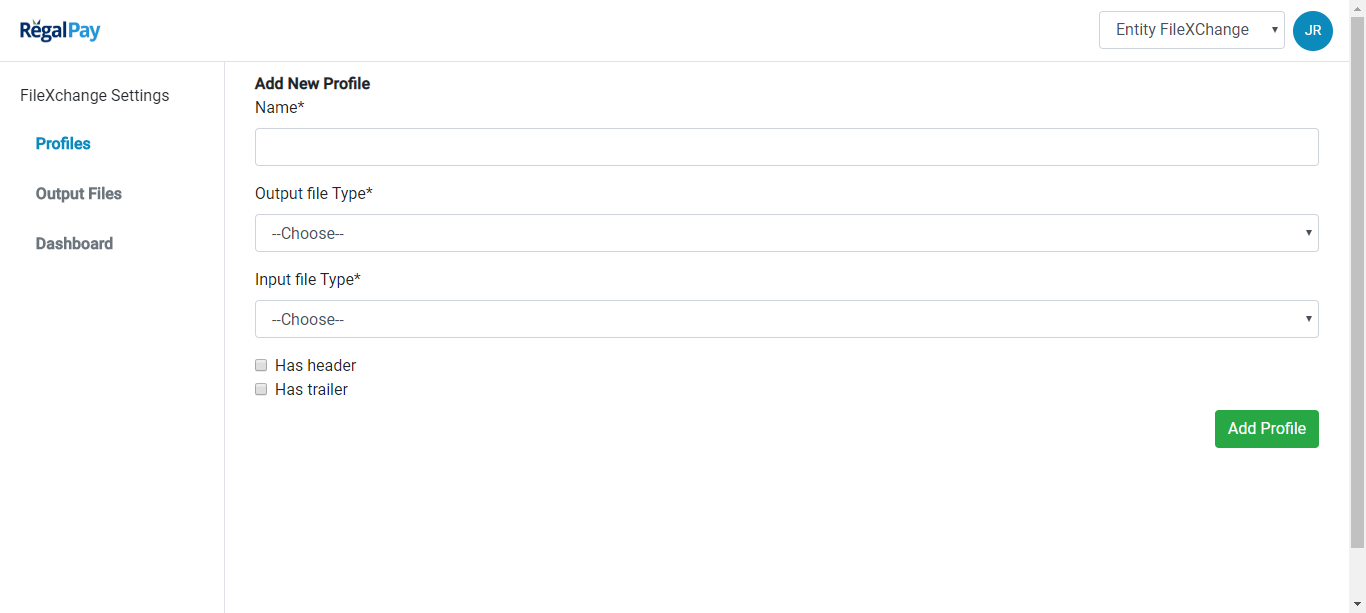 RegalPay
Entity FileXChange
JR
FileXchange Settings
Profiles
Output Files
Dashboard
Add New Profile
Name*
Output file Type*
--Choose--
Input file Type*
--Choose--
Has header
Has trailer
Add Profile